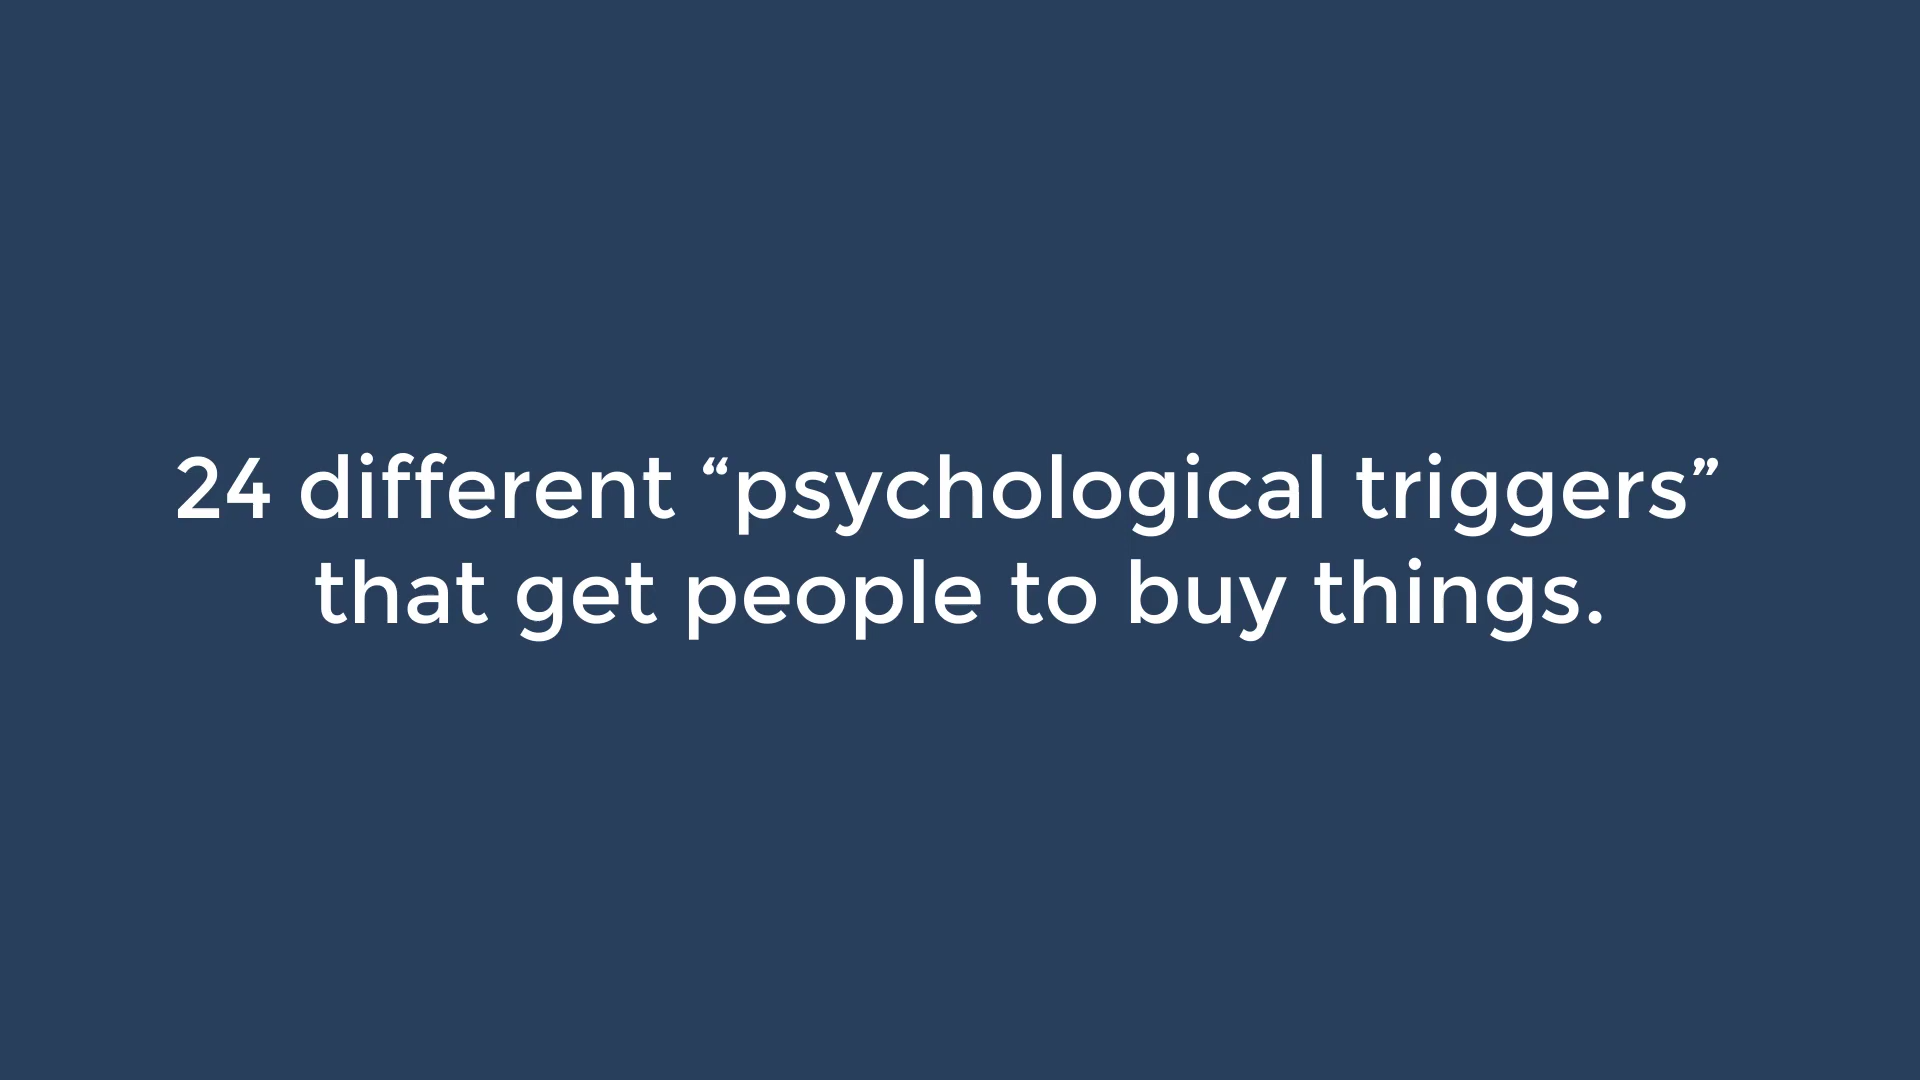 24 different “psychological triggers”
that get people to buy things.